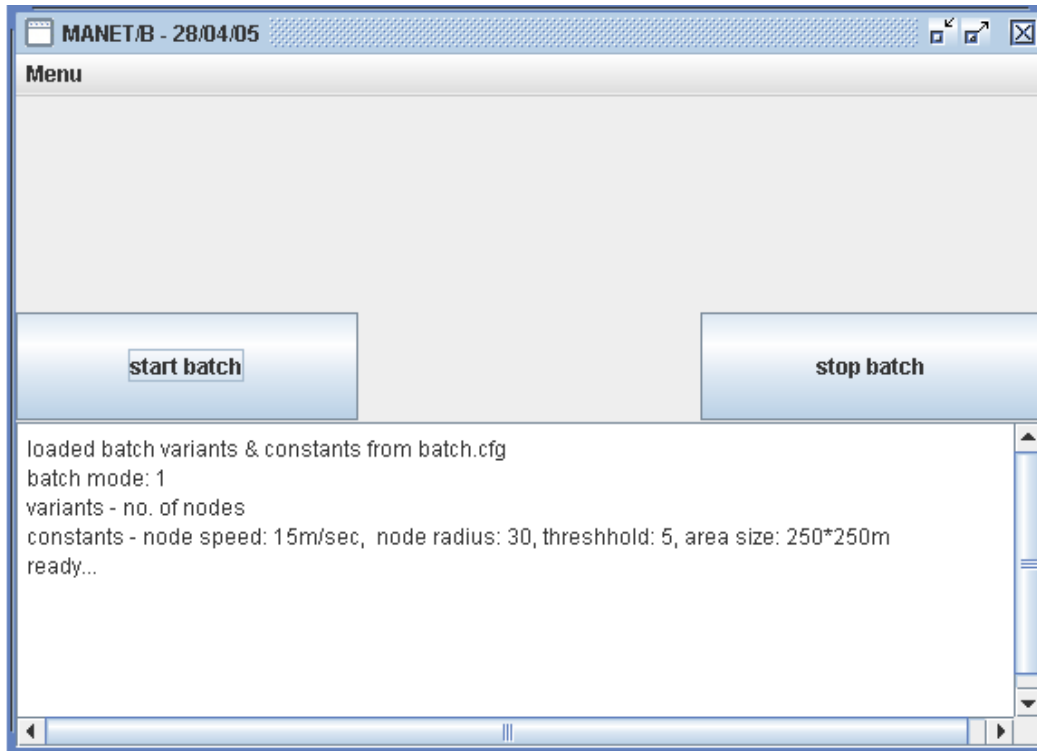 MANET/B - 28/04/05
Menu
start batch
stop batch
loaded batch variants & constants from batch.cfg
batch mode: 1
variants - no. of nodes
constants - node speed: 15m/sec,  node radius: 30, threshhold: 5, area size: 250*250m
ready...